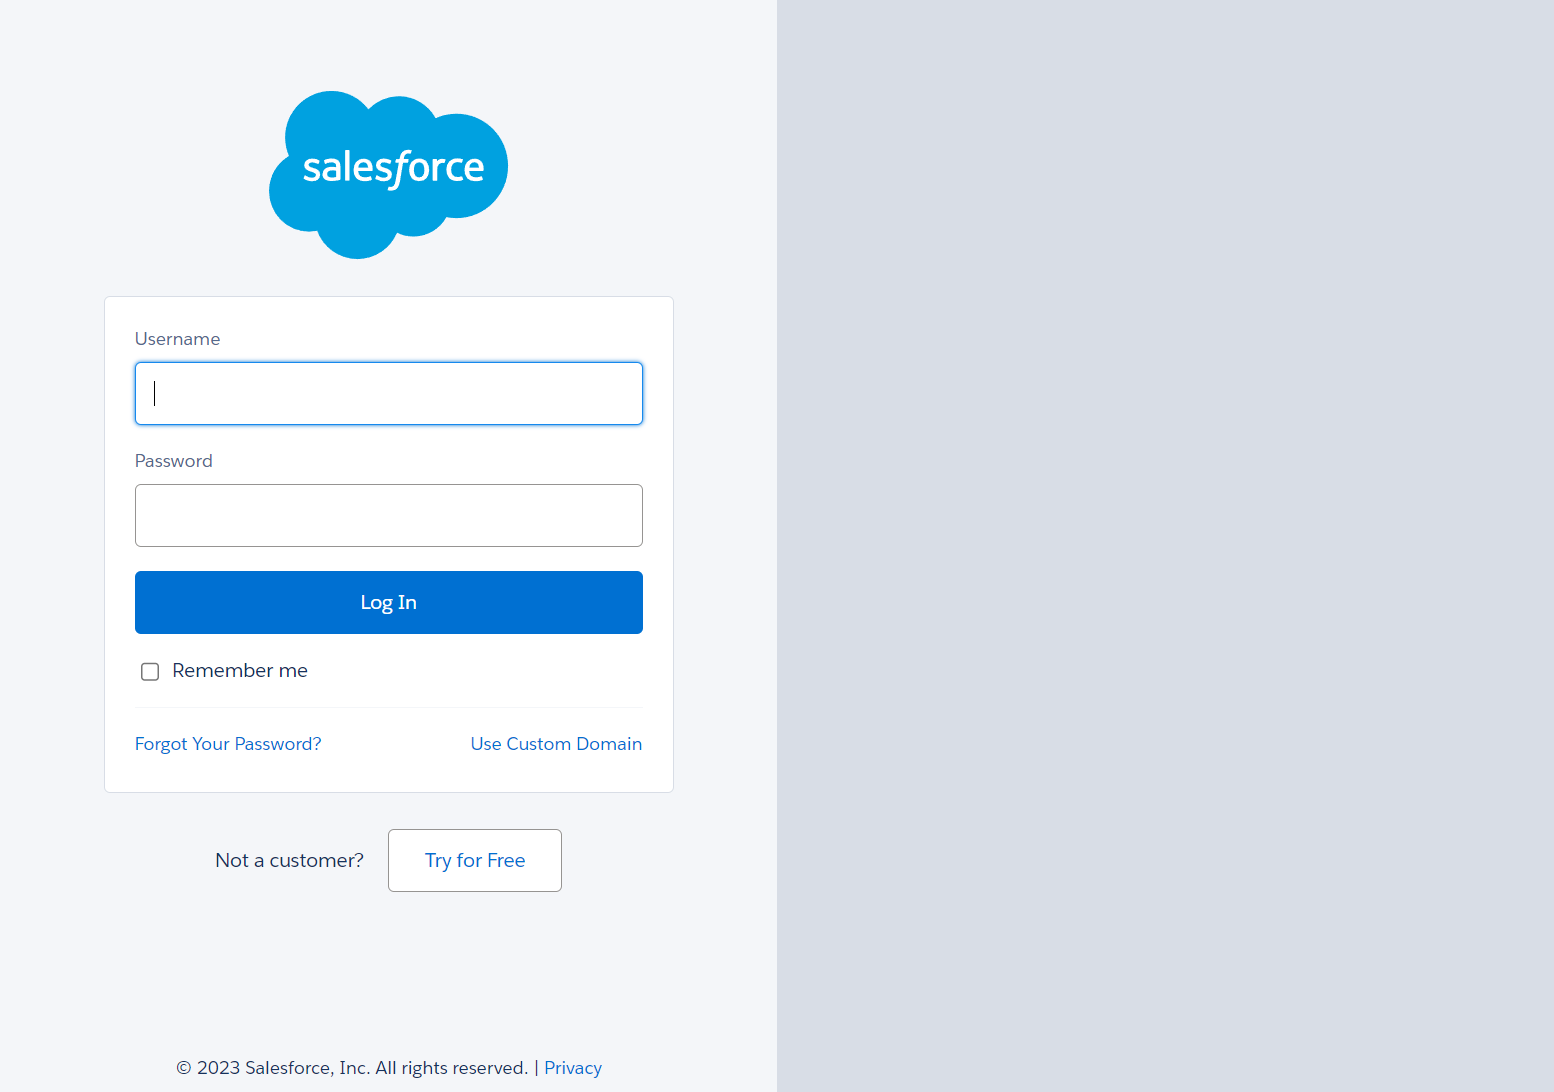 salesforce
Username
Password
Log In
Remember me
Forgot Your Password? Use Custom Domain
Not a customer? Try for Free
© 2023 Salesforce, Inc. All rights reserved. | Privacy